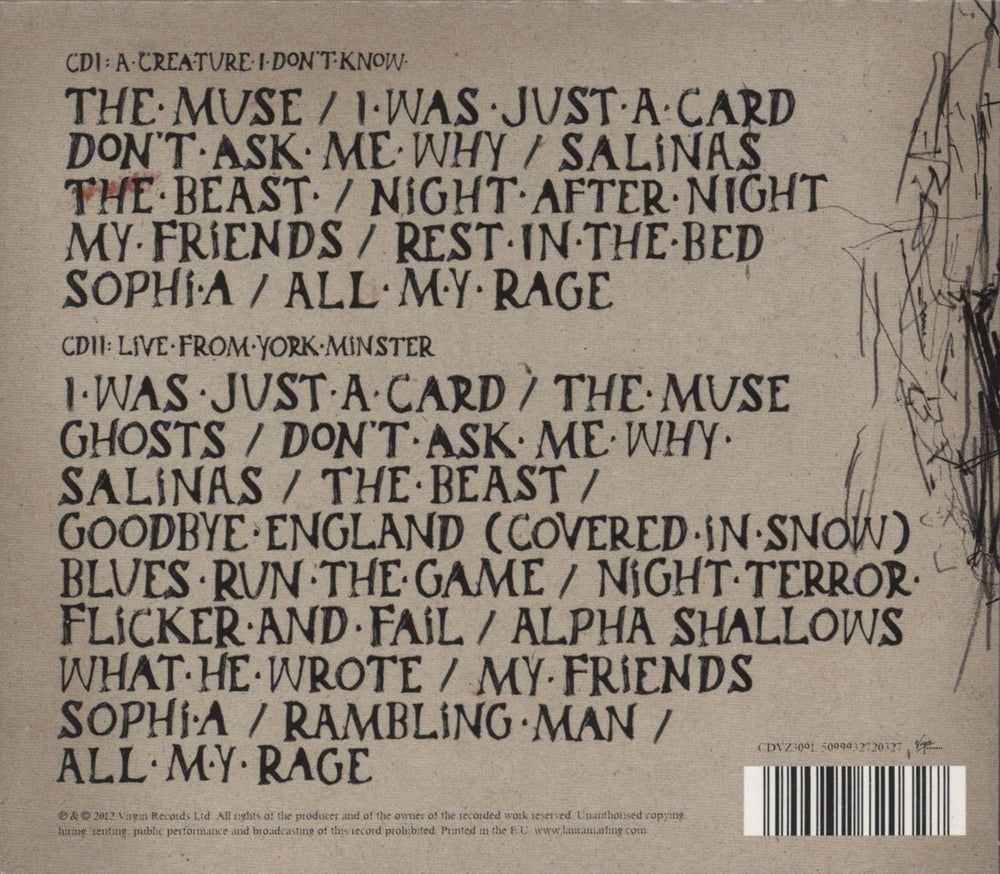 CDI: A·CREATURE·I·DON'T·KNOW·
THE·MUSE / I·WAS·JUST·A·CARD
DON'T·ASK·ME·WHY / SALINAS
THE·BEAST· / NIGHT·AFTER·NIGHT
MY·FRIENDS / REST·IN·THE·BED
SOPHI·A / ALL·M·Y·RAGE
CDII: LIVE·FROM·YORK·MINSTER
I·WAS·JUST·A·CARD / THE·MUSE
GHOSTS / DON'T·ASK·ME·WHY·
SALINAS / THE·BEAST /
GOODBYE·ENGLAND (COVERED·IN·SNOW)
BLUES·RUN·THE·GAME / NIGHT·TERROR·
FLICKER·AND·FAIL / ALPHA SHALLOWS
WHAT·HE·WROTE / MY·FRIENDS
SOPHI·A / RAMBLING·MAN /
ALL·M·Y·RAGE
CDVZ3091 5099932720327 Virgin
℗ & © 2012 Virgin Records Ltd. All rights of the producer and of the owner of the recorded work reserved. Unauthorised copying,
hiring, renting, public performance and broadcasting of this record prohibited. Printed in the E.U. www.lauramarling.com